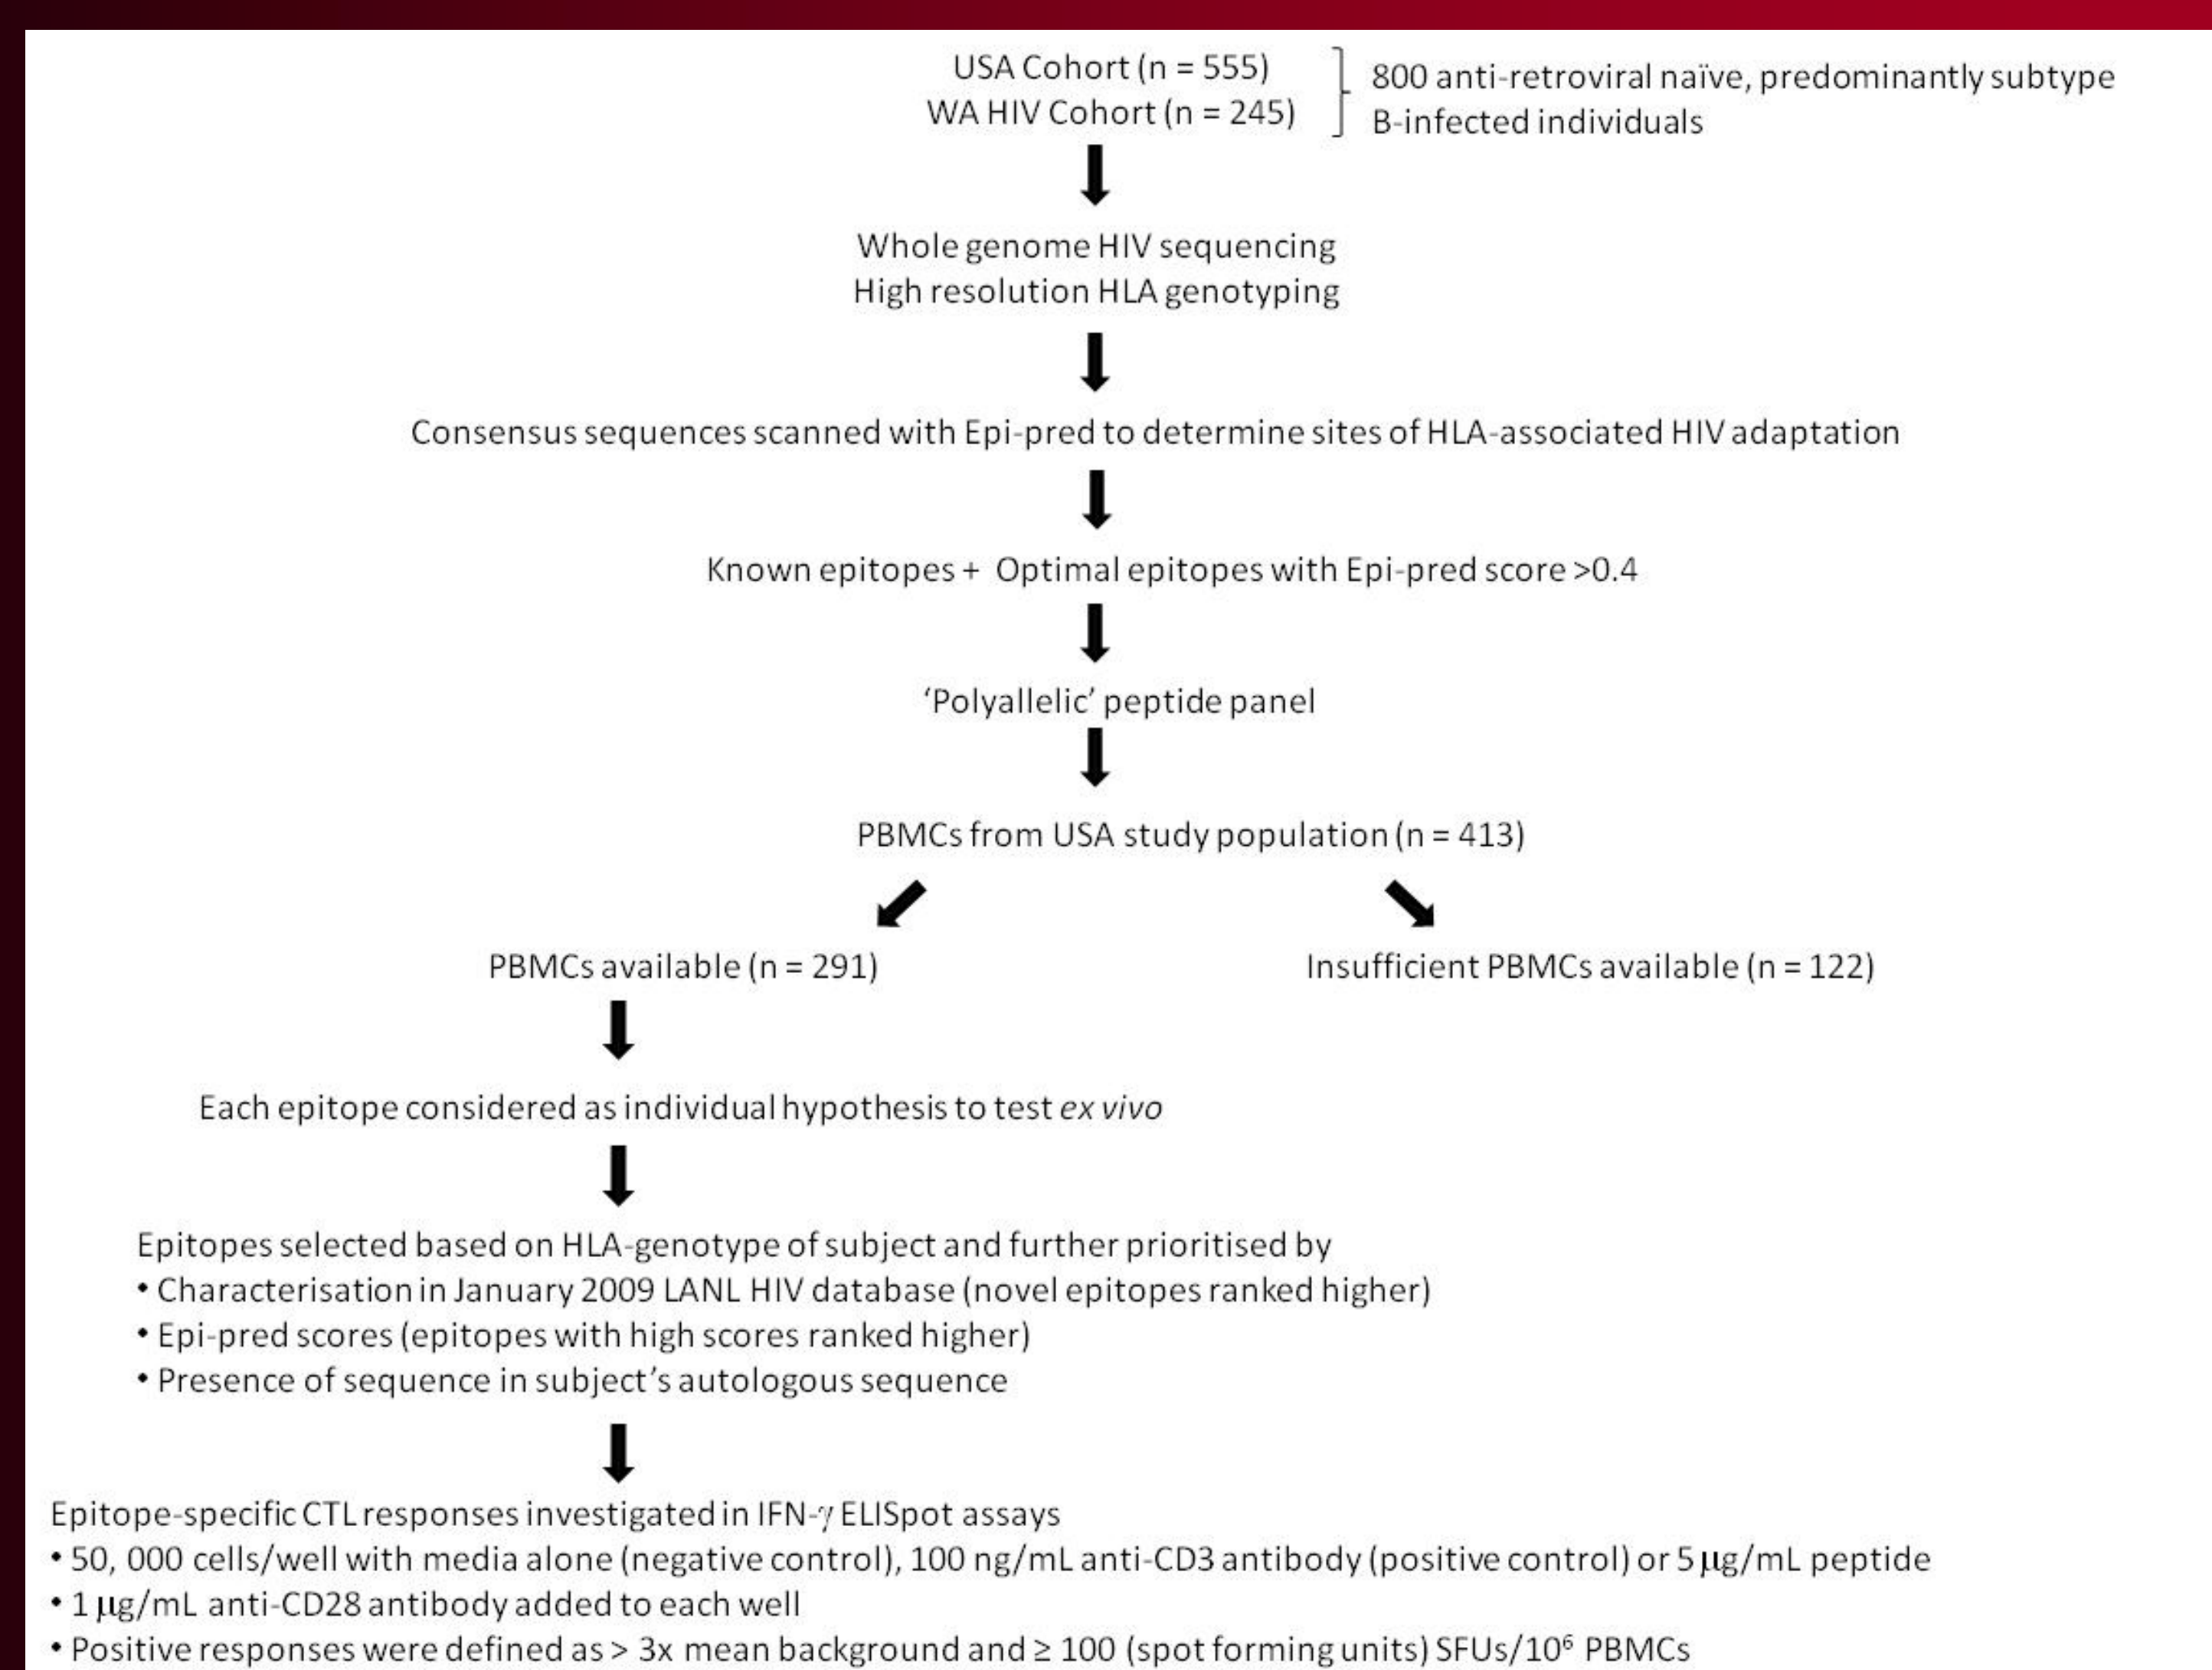 USA Cohort (n = 555)
WA HIV Cohort (n = 245)
800 anti-retroviral naïve, predominantly subtype
B-infected individuals
Whole genome HIV sequencing
High resolution HLA genotyping
Consensus sequences scanned with Epi-pred to determine sites of HLA-associated HIV adaptation
Known epitopes + Optimal epitopes with Epi-pred score >0.4
‘Polyallelic’ peptide panel
PBMCs from USA study population (n = 413)
PBMCs available (n = 291)
Insufficient PBMCs available (n = 122)
Each epitope considered as individual hypothesis to test ex vivo
Epitopes selected based on HLA-genotype of subject and further prioritised by
• Characterisation in January 2009 LANL HIV database (novel epitopes ranked higher)
• Epi-pred scores (epitopes with high scores ranked higher)
• Presence of sequence in subject’s autologous sequence
Epitope-specific CTL responses investigated in IFN-γ ELISpot assays
• 50, 000 cells/well with media alone (negative control), 100 ng/mL anti-CD3 antibody (positive control) or 5 μg/mL peptide
• 1 μg/mL anti-CD28 antibody added to each well
• Positive responses were defined as > 3x mean background and ≥ 100 (spot forming units) SFUs/10⁶ PBMCs